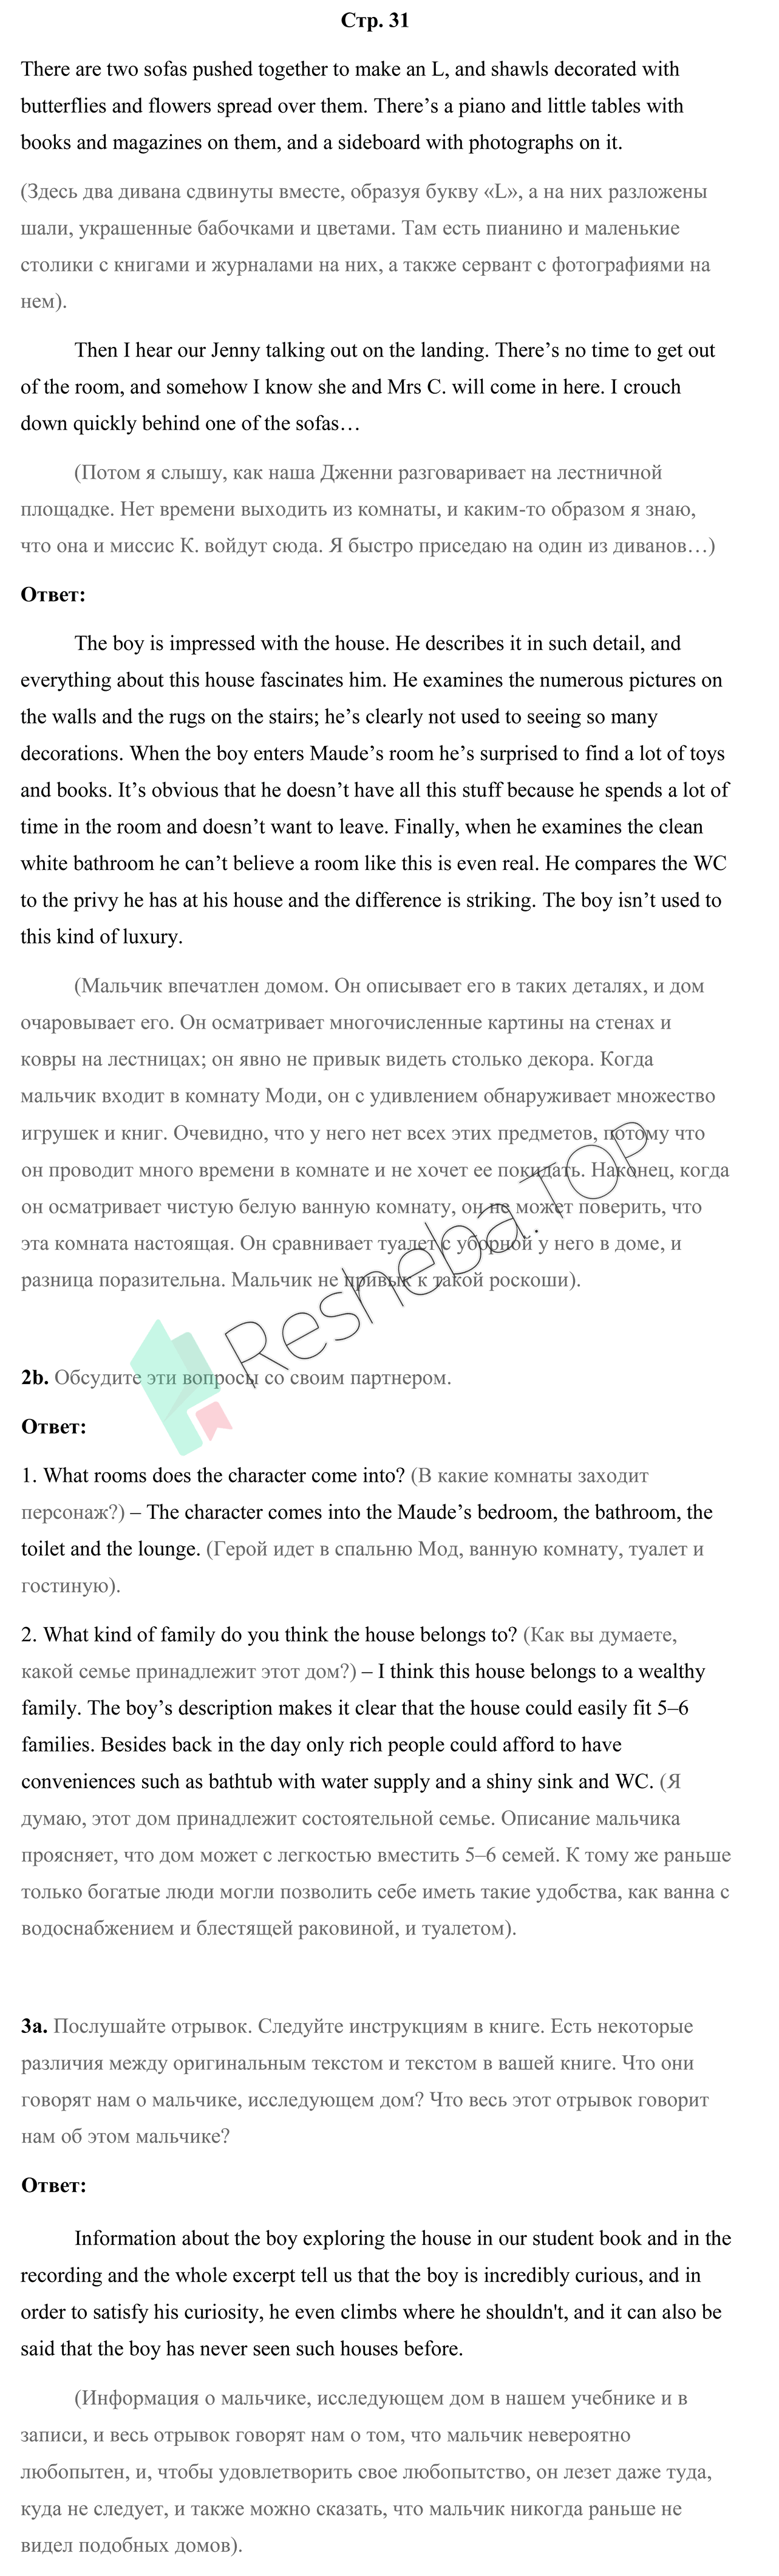 Стр. 31
There are two sofas pushed together to make an L, and shawls decorated with
butterflies and flowers spread over them. There’s a piano and little tables with
books and magazines on them, and a sideboard with photographs on it.
(Здесь два дивана сдвинуты вместе, образуя букву «L», а на них разложены
шали, украшенные бабочками и цветами. Там есть пианино и маленькие
столики с книгами и журналами на них, а также сервант с фотографиями на
нем).
Then I hear our Jenny talking out on the landing. There’s no time to get out
of the room, and somehow I know she and Mrs C. will come in here. I crouch
down quickly behind one of the sofas…
(Потом я слышу, как наша Дженни разговаривает на лестничной
площадке. Нет времени выходить из комнаты, и каким-то образом я знаю,
что она и миссис К. войдут сюда. Я быстро приседаю на один из диванов…)
Ответ:
The boy is impressed with the house. He describes it in such detail, and
everything about this house fascinates him. He examines the numerous pictures on
the walls and the rugs on the stairs; he’s clearly not used to seeing so many
decorations. When the boy enters Maude’s room he’s surprised to find a lot of toys
and books. It’s obvious that he doesn’t have all this stuff because he spends a lot of
time in the room and doesn’t want to leave. Finally, when he examines the clean
white bathroom he can’t believe a room like this is even real. He compares the WC
to the privy he has at his house and the difference is striking. The boy isn’t used to
this kind of luxury.
(Мальчик впечатлен домом. Он описывает его в таких деталях, и дом
очаровывает его. Он осматривает многочисленные картины на стенах и
ковры на лестницах; он явно не привык видеть столько декора. Когда
мальчик входит в комнату Моди, он с удивлением обнаруживает множество
игрушек и книг. Очевидно, что у него нет всех этих предметов, потому что
он проводит много времени в комнате и не хочет ее покидать. Наконец, когда
он осматривает чистую белую ванную комнату, он не может поверить, что
эта комната настоящая. Он сравнивает туалет с уборной у него в доме, и
разница поразительна. Мальчик не привык к такой роскоши).
Resheba.TOP
2b. Обсудите эти вопросы со своим партнером.
Ответ:
1. What rooms does the character come into? (В какие комнаты заходит
персонаж?) – The character comes into the Maude’s bedroom, the bathroom, the
toilet and the lounge. (Герой идет в спальню Мод, ванную комнату, туалет и
гостиную).
2. What kind of family do you think the house belongs to? (Как вы думаете,
какой семье принадлежит этот дом?) – I think this house belongs to a wealthy
family. The boy’s description makes it clear that the house could easily fit 5–6
families. Besides back in the day only rich people could afford to have
conveniences such as bathtub with water supply and a shiny sink and WC. (Я
думаю, этот дом принадлежит состоятельной семье. Описание мальчика
проясняет, что дом может с легкостью вместить 5–6 семей. К тому же раньше
только богатые люди могли позволить себе иметь такие удобства, как ванна с
водоснабжением и блестящей раковиной, и туалетом).
3a. Послушайте отрывок. Следуйте инструкциям в книге. Есть некоторые
различия между оригинальным текстом и текстом в вашей книге. Что они
говорят нам о мальчике, исследующем дом? Что весь этот отрывок говорит
нам об этом мальчике?
Ответ:
Information about the boy exploring the house in our student book and in the
recording and the whole excerpt tell us that the boy is incredibly curious, and in
order to satisfy his curiosity, he even climbs where he shouldn't, and it can also be
said that the boy has never seen such houses before.
(Информация о мальчике, исследующем дом в нашем учебнике и в
записи, и весь отрывок говорят нам о том, что мальчик невероятно
любопытен, и, чтобы удовлетворить свое любопытство, он лезет даже туда,
куда не следует, и также можно сказать, что мальчик никогда раньше не
видел подобных домов).